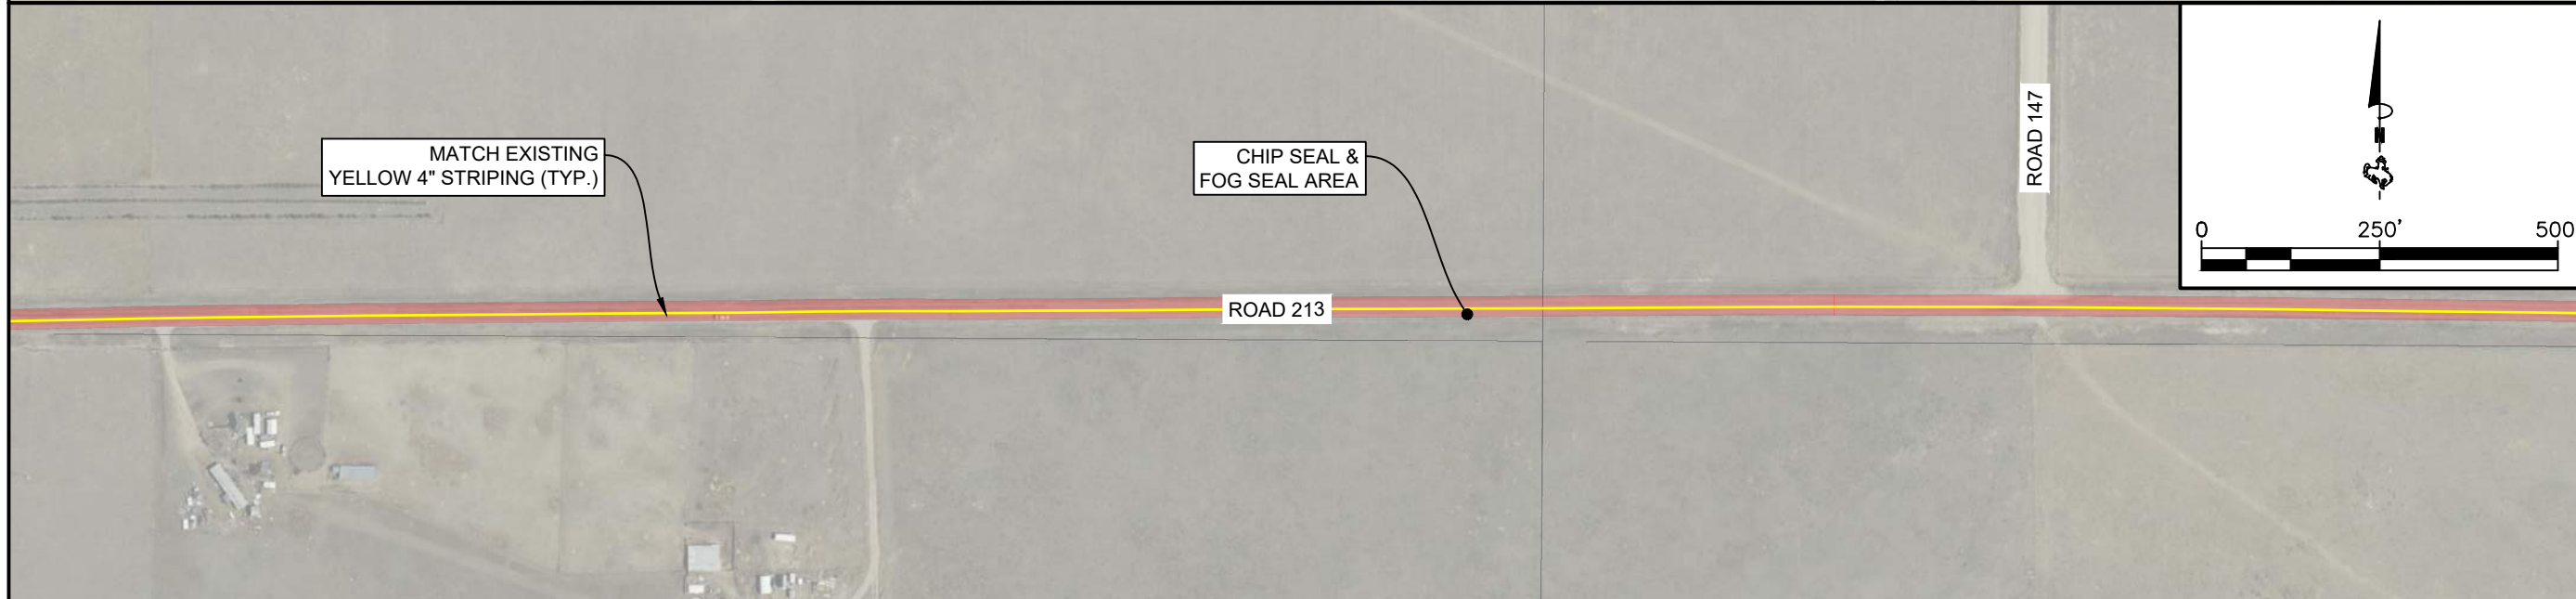 MATCH EXISTING
YELLOW 4" STRIPING (TYP.)
CHIP SEAL &
FOG SEAL AREA
ROAD 147
ROAD 213
N
0 250' 500